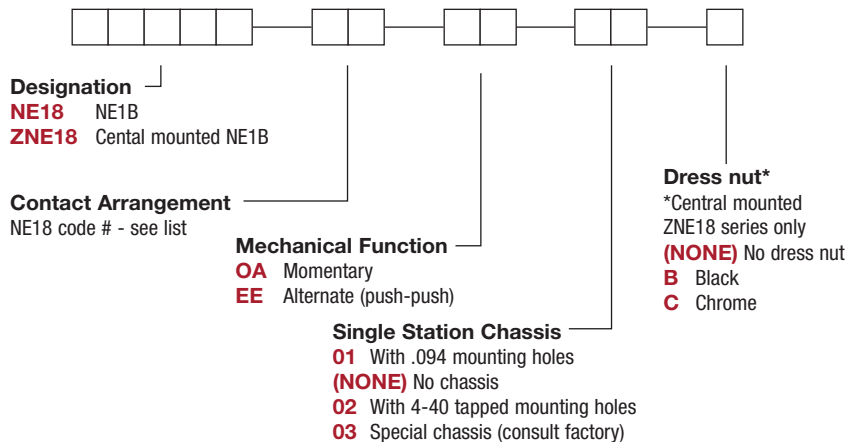 Designation
NE18 NE1B
ZNE18 Cental mounted NE1B
Contact Arrangement
NE18 code # - see list
Mechanical Function
OA Momentary
EE Alternate (push-push)
Single Station Chassis
01 With .094 mounting holes
(NONE) No chassis
02 With 4-40 tapped mounting holes
03 Special chassis (consult factory)
Dress nut*
*Central mounted
ZNE18 series only
(NONE) No dress nut
B Black
C Chrome